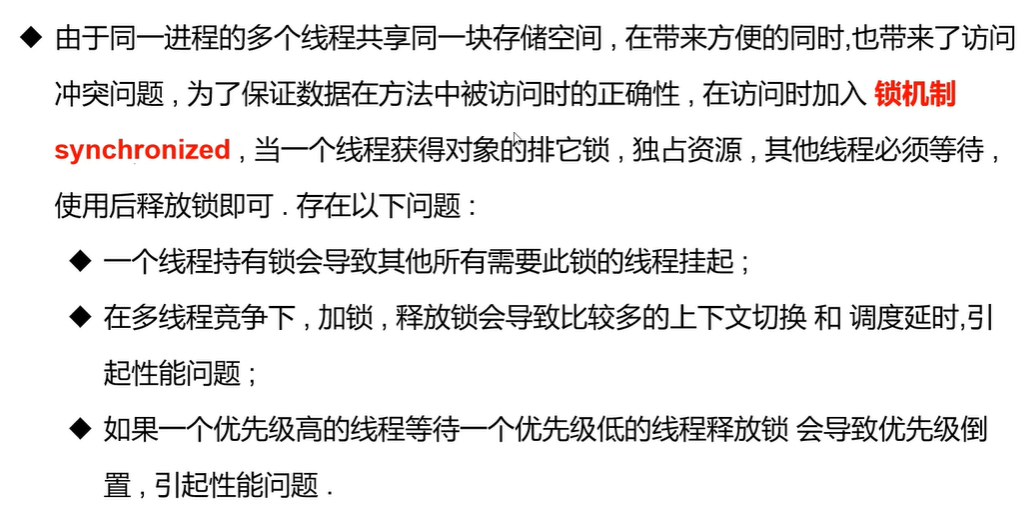 ◆ 由于同一进程的多个线程共享同一块存储空间 , 在带来方便的同时,也带来了访问
冲突问题 , 为了保证数据在方法中被访问时的正确性 , 在访问时加入 锁机制
synchronized , 当一个线程获得对象的排它锁 , 独占资源 , 其他线程必须等待 ,
使用后释放锁即可 . 存在以下问题 :
◆ 一个线程持有锁会导致其他所有需要此锁的线程挂起 ;
◆ 在多线程竞争下 , 加锁 , 释放锁会导致比较多的上下文切换 和 调度延时,引
起性能问题 ;
◆ 如果一个优先级高的线程等待一个优先级低的线程释放锁 会导致优先级倒
置 , 引起性能问题 .